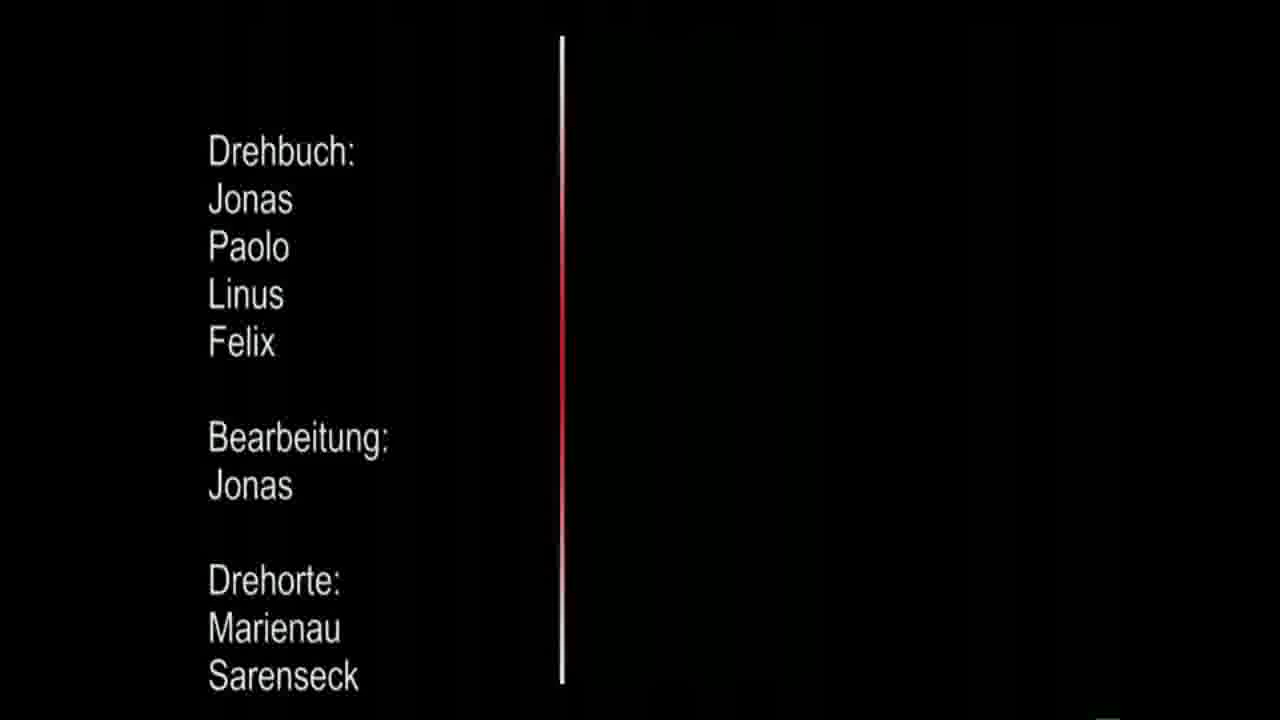 Drehbuch:
Jonas
Paolo
Linus
Felix
Bearbeitung:
Jonas
Drehorte:
Marienau
Sarenseck